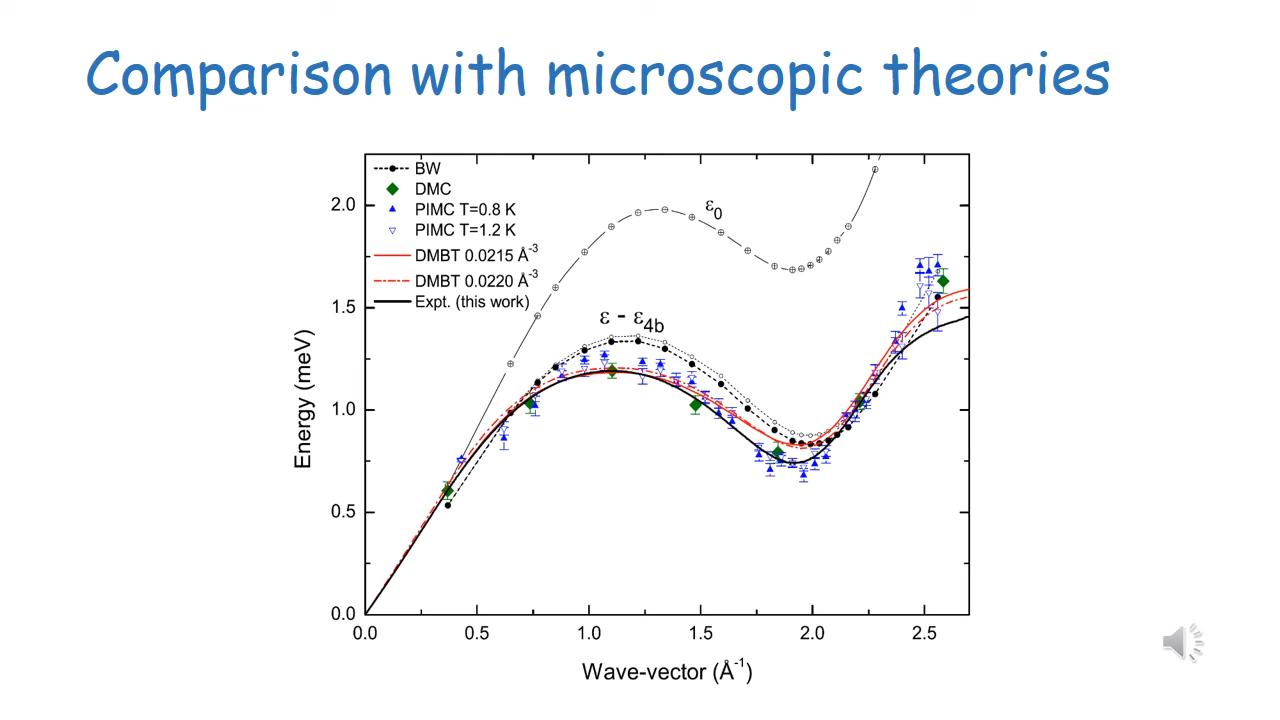 Comparison with microscopic theories
BW
DMC
PIMC T=0.8 K
PIMC T=1.2 K
DMBT 0.0215 Å⁻³
DMBT 0.0220 Å⁻³
Expt. (this work)
ε₀
ε - ε₄b
Energy (meV)
2.0
1.5
1.0
0.5
0.0
0.0 0.5 1.0 1.5 2.0 2.5
Wave-vector (Å⁻¹)